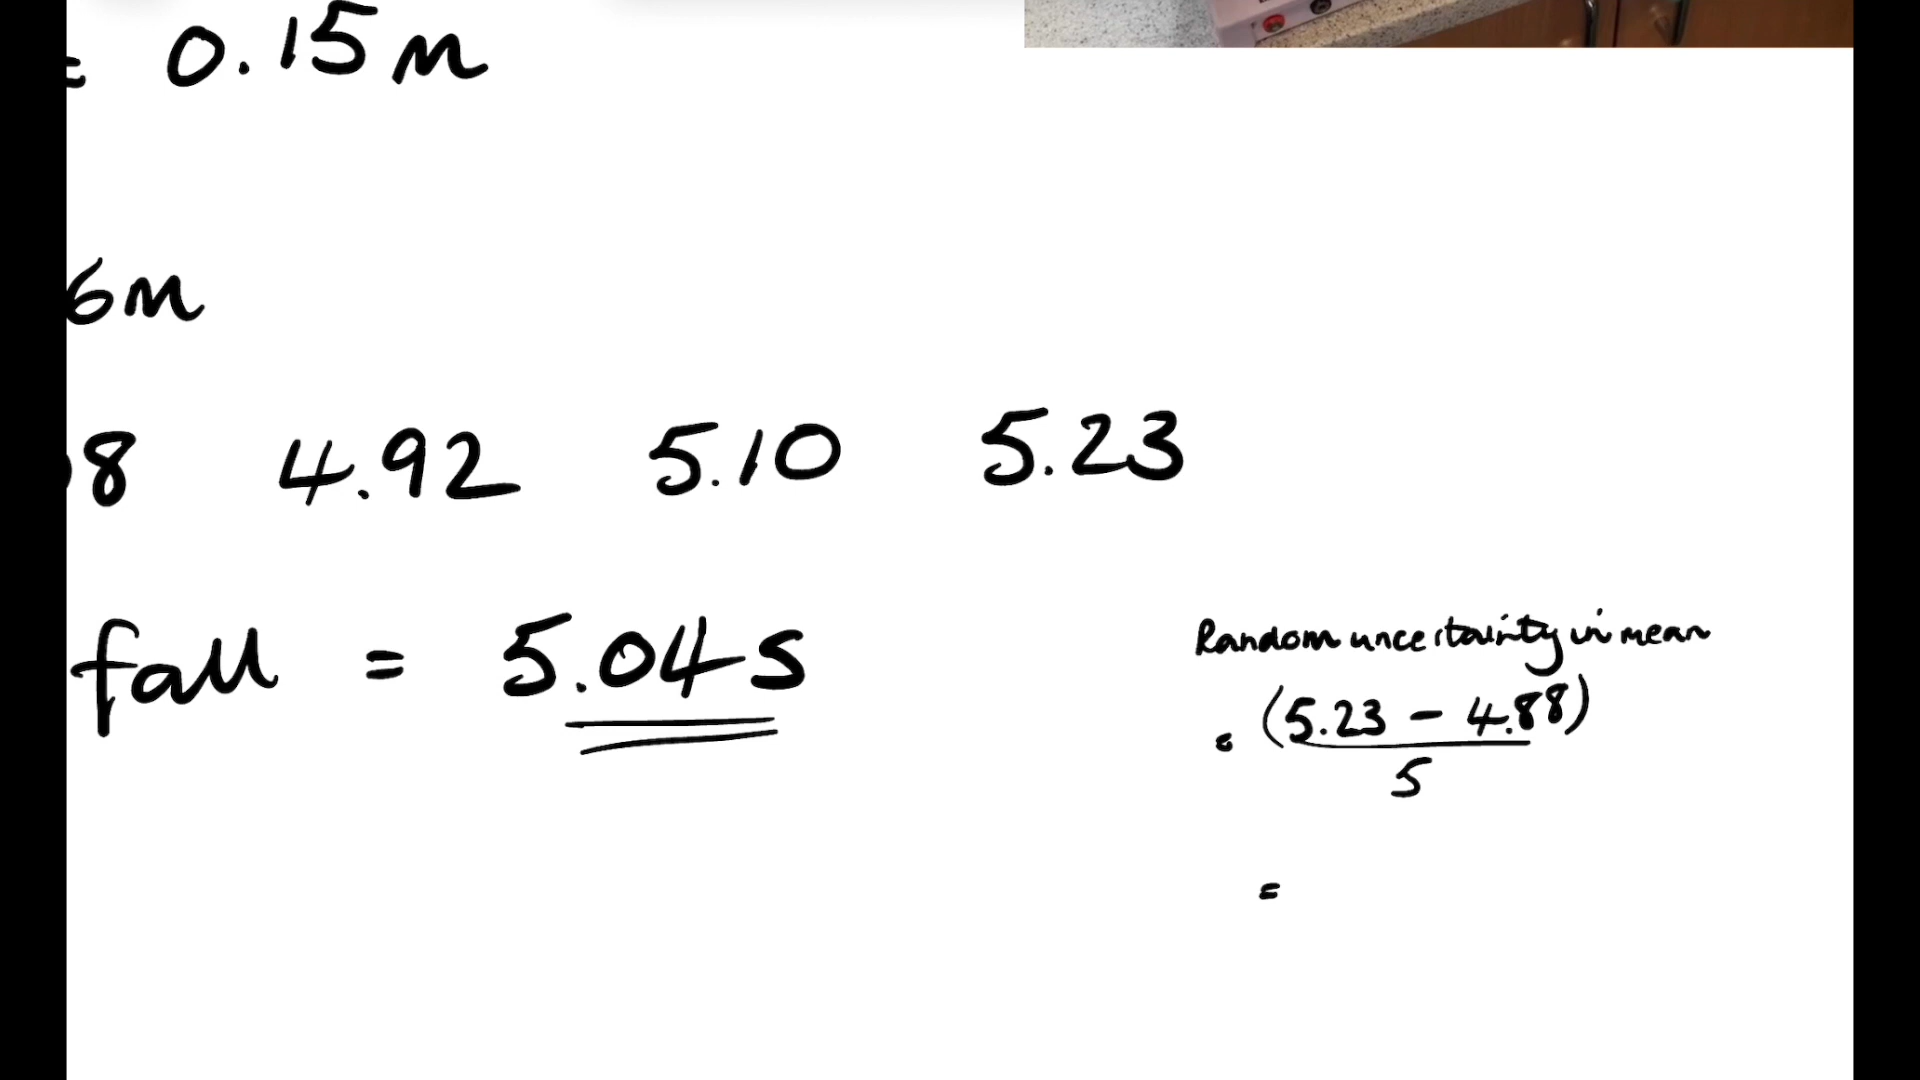 = 0.15m
6m
8 4.92 5.10 5.23
fall = 5.04s
Random uncertainty in mean
= (5.23 - 4.88)
5
=